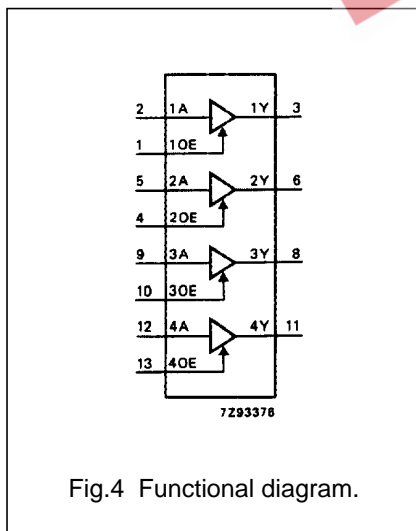 2 1A 1Y 3
1 1OE
5 2A 2Y 6
4 2OE
9 3A 3Y 8
10 3OE
12 4A 4Y 11
13 4OE
7Z93376
Fig.4 Functional diagram.